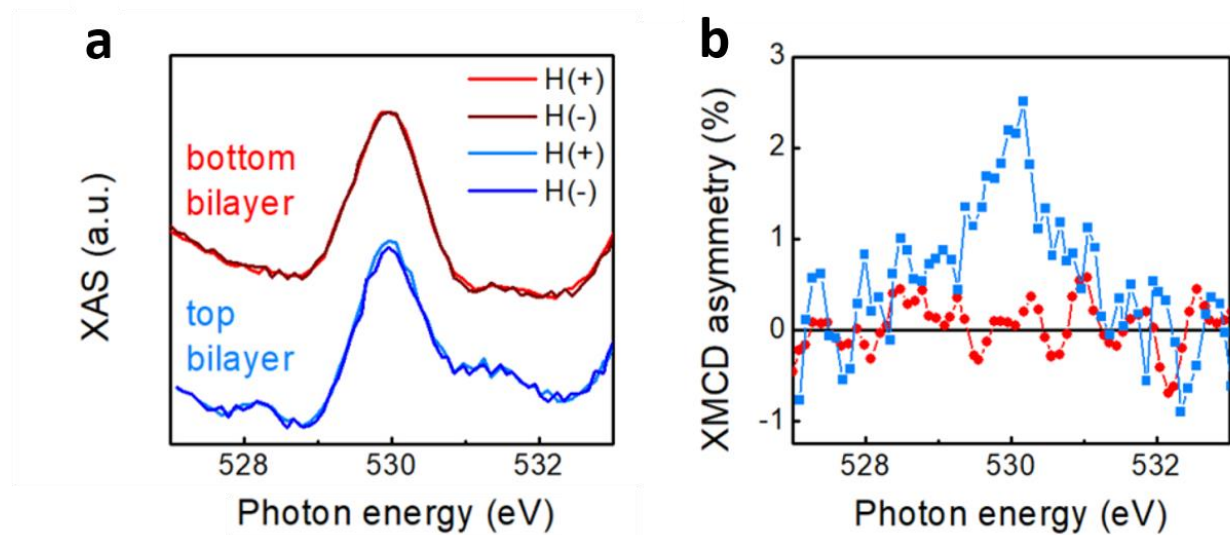 a
H(+)
H(-)
H(+)
H(-)
bottom
bilayer
top
bilayer
XAS (a.u.)
528
530
532
Photon energy (eV)
b
3
2
1
0
-1
XMCD asymmetry (%)
528
530
532
Photon energy (eV)